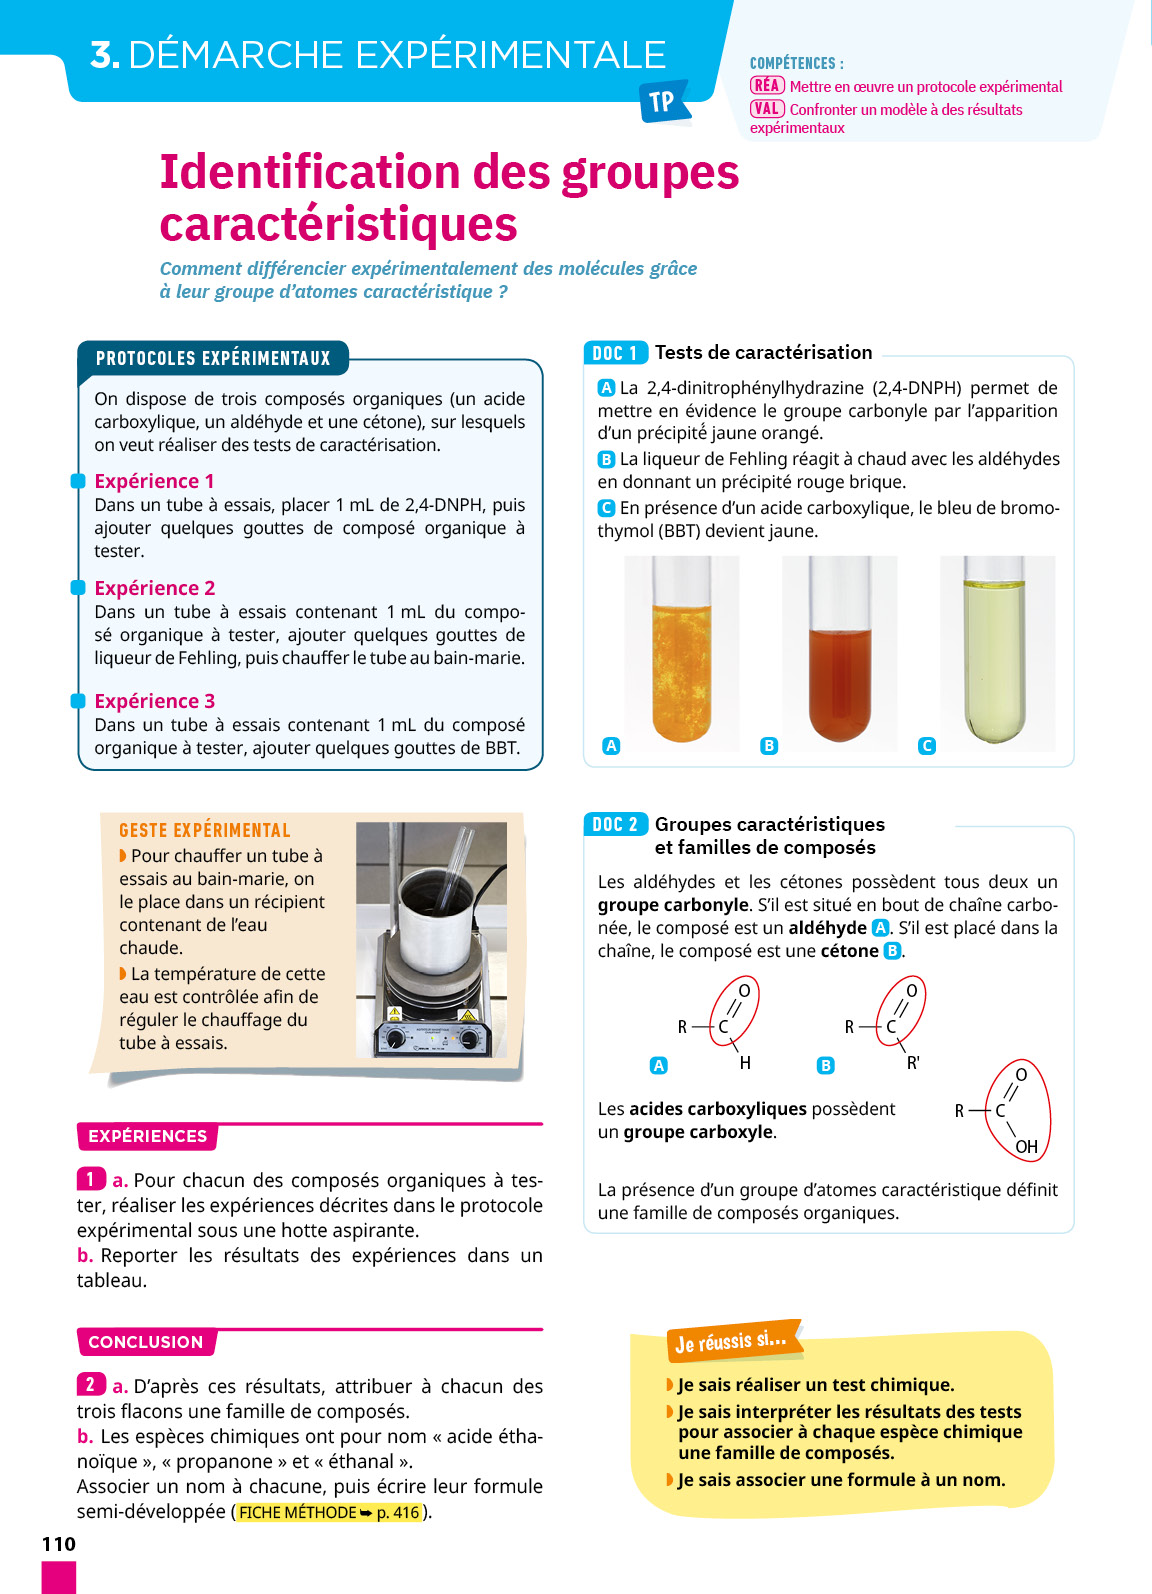 3. DÉMARCHE EXPÉRIMENTALE
TP
COMPÉTENCES :
RÉA Mettre en œuvre un protocole expérimental
VAL Confronter un modèle à des résultats
expérimentaux
Identification des groupes
caractéristiques
Comment différencier expérimentalement des molécules grâce
à leur groupe d'atomes caractéristique ?
PROTOCOLES EXPÉRIMENTAUX
On dispose de trois composés organiques (un acide
carboxylique, un aldéhyde et une cétone), sur lesquels
on veut réaliser des tests de caractérisation.
Expérience 1
Dans un tube à essais, placer 1 mL de 2,4-DNPH, puis
ajouter quelques gouttes de composé organique à
tester.
Expérience 2
Dans un tube à essais contenant 1 mL du compo-
sé organique à tester, ajouter quelques gouttes de
liqueur de Fehling, puis chauffer le tube au bain-marie.
Expérience 3
Dans un tube à essais contenant 1 mL du composé
organique à tester, ajouter quelques gouttes de BBT.
GESTE EXPÉRIMENTAL
Pour chauffer un tube à
essais au bain-marie, on
le place dans un récipient
contenant de l'eau
chaude.
La température de cette
eau est contrôlée afin de
réguler le chauffage du
tube à essais.
EXPÉRIENCES
1 a. Pour chacun des composés organiques à tes-
ter, réaliser les expériences décrites dans le protocole
expérimental sous une hotte aspirante.
b. Reporter les résultats des expériences dans un
tableau.
CONCLUSION
2 a. D'après ces résultats, attribuer à chacun des
trois flacons une famille de composés.
b. Les espèces chimiques ont pour nom « acide étha-
noïque », « propanone » et « éthanal ».
Associer un nom à chacune, puis écrire leur formule
semi-développée (FICHE MÉTHODE ➥ p. 416).
DOC 1 Tests de caractérisation
A La 2,4-dinitrophénylhydrazine (2,4-DNPH) permet de
mettre en évidence le groupe carbonyle par l'apparition
d'un précipité jaune orangé.
B La liqueur de Fehling réagit à chaud avec les aldéhydes
en donnant un précipité rouge brique.
C En présence d'un acide carboxylique, le bleu de bromo-
thymol (BBT) devient jaune.
A
B
C
DOC 2 Groupes caractéristiques
et familles de composés
Les aldéhydes et les cétones possèdent tous deux un
groupe carbonyle. S'il est situé en bout de chaîne carbo-
née, le composé est un aldéhyde A. S'il est placé dans la
chaîne, le composé est une cétone B.
O
R C
H
A
O
R C
R'
B
Les acides carboxyliques possèdent
un groupe carboxyle.
O
R C
OH
La présence d'un groupe d'atomes caractéristique définit
une famille de composés organiques.
Je réussis si...
Je sais réaliser un test chimique.
Je sais interpréter les résultats des tests
pour associer à chaque espèce chimique
une famille de composés.
Je sais associer une formule à un nom.
110